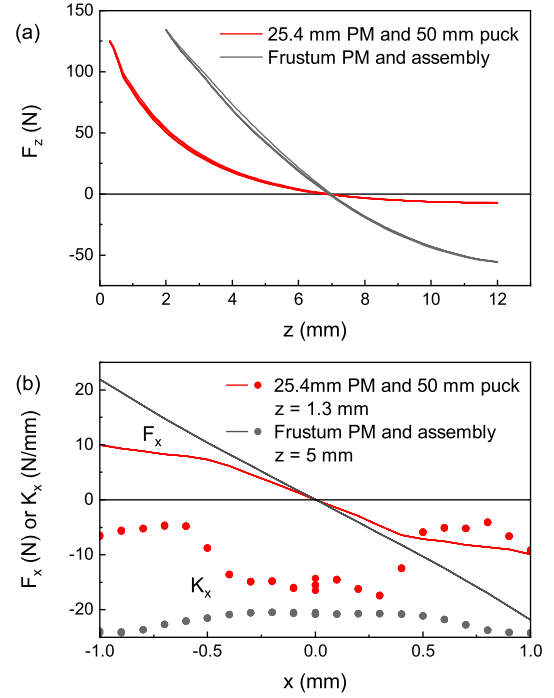 (a)
25.4 mm PM and 50 mm puck
Frustum PM and assembly
150
100
50
0
-50
F_z (N)
0 2 4 6 8 10 12
z (mm)
(b)
25.4mm PM and 50 mm puck
z = 1.3 mm
Frustum PM and assembly
z = 5 mm
F_x
K_x
20
10
0
-10
-20
F_x (N) or K_x (N/mm)
-1.0 -0.5 0.0 0.5 1.0
x (mm)